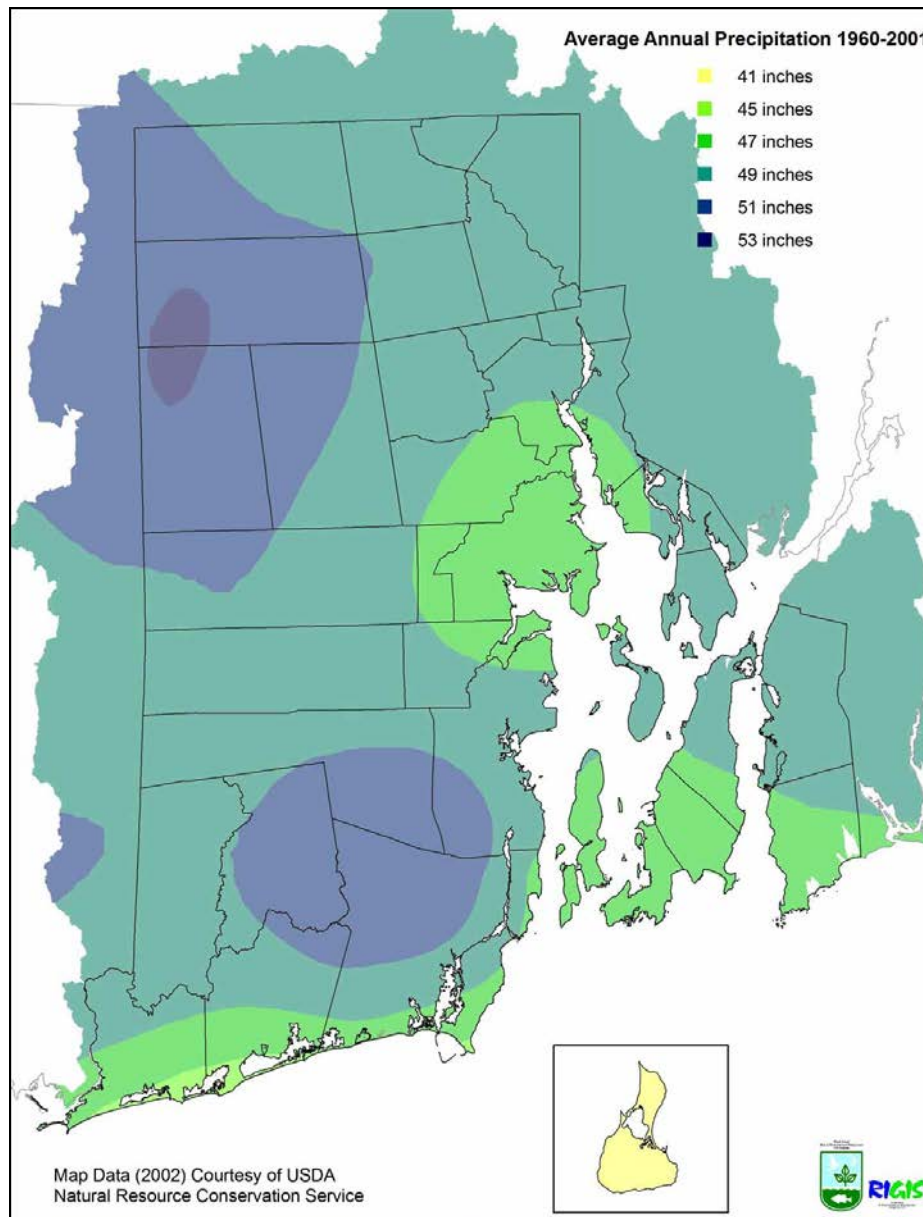 Average Annual Precipitation 1960-2001
41 inches
45 inches
47 inches
49 inches
51 inches
53 inches
Map Data (2002) Courtesy of USDA
Natural Resource Conservation Service
RIGIS